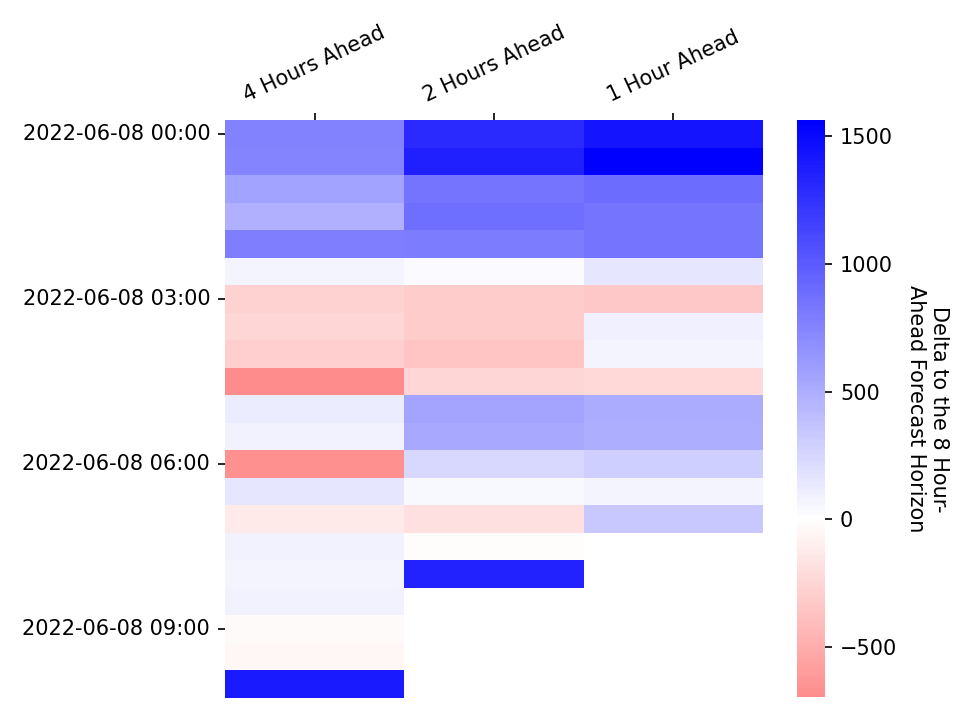 4 Hours Ahead
2 Hours Ahead
1 Hour Ahead
2022-06-08 00:00
2022-06-08 03:00
2022-06-08 06:00
2022-06-08 09:00
1500
1000
500
0
−500
Delta to the 8 Hour-
Ahead Forecast Horizon